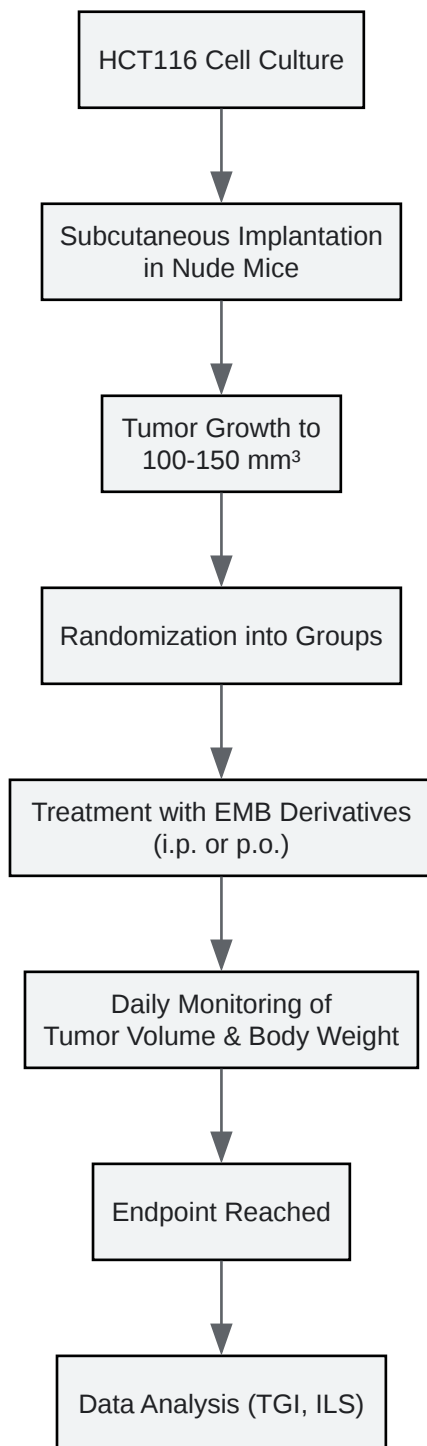 HCT116 Cell Culture
Subcutaneous Implantation
in Nude Mice
Tumor Growth to
100-150 mm³
Randomization into Groups
Treatment with EMB Derivatives
(i.p. or p.o.)
Daily Monitoring of
Tumor Volume & Body Weight
Endpoint Reached
Data Analysis (TGI, ILS)